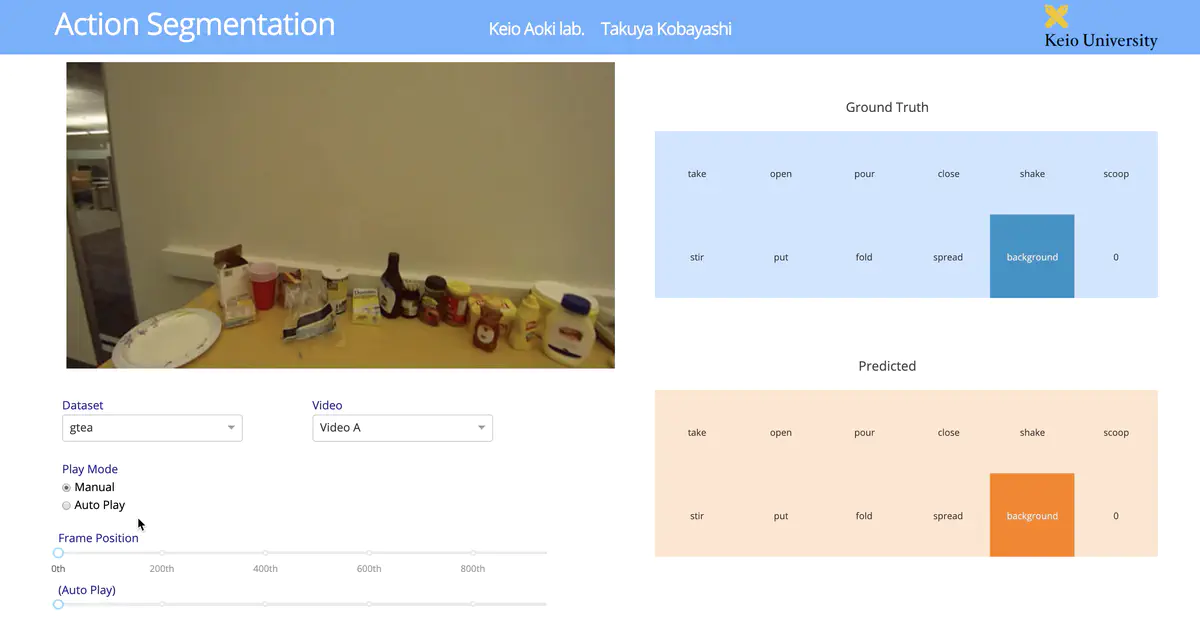 Action Segmentation
Keio Aoki lab. Takuya Kobayashi
Keio University
Ground Truth
take open pour close shake scoop
stir put fold spread background 0
Predicted
take open pour close shake scoop
stir put fold spread background 0
Dataset
gtea
Video
Video A
Play Mode
Manual
Auto Play
Frame Position
0th 200th 400th 600th 800th
(Auto Play)